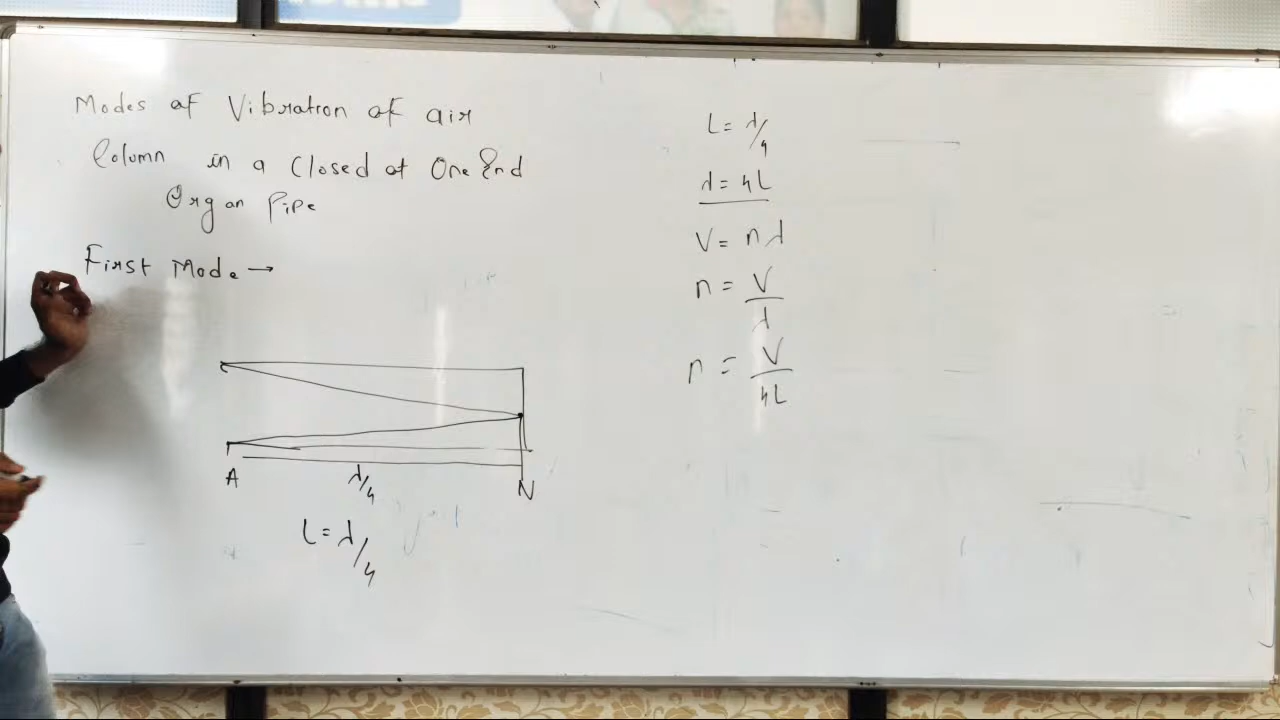 Modes of Vibration of air
Column in a Closed at One End
Organ Pipe
First Mode →
A
λ/4
N
L = λ/4
L = λ/4
λ = 4L
V = nλ
n = V/λ
n = V/4L